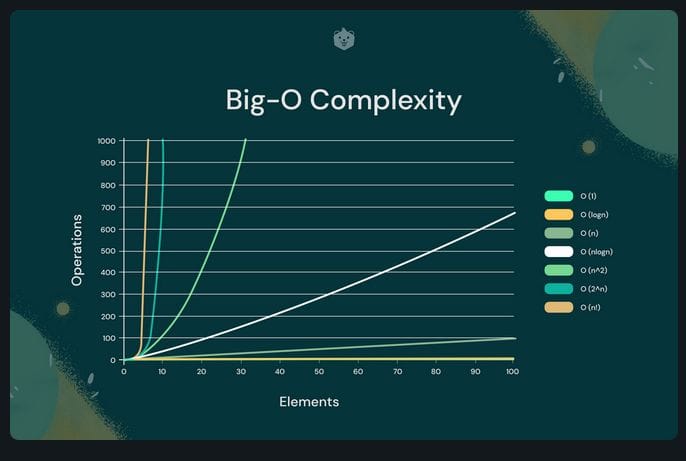 Big-O Complexity
Operations
1000
900
800
700
600
500
400
300
200
100
0
0 10 20 30 40 50 60 70 80 90 100
Elements
O (1)
O (logn)
O (n)
O (nlogn)
O (n^2)
O (2^n)
O (n!)